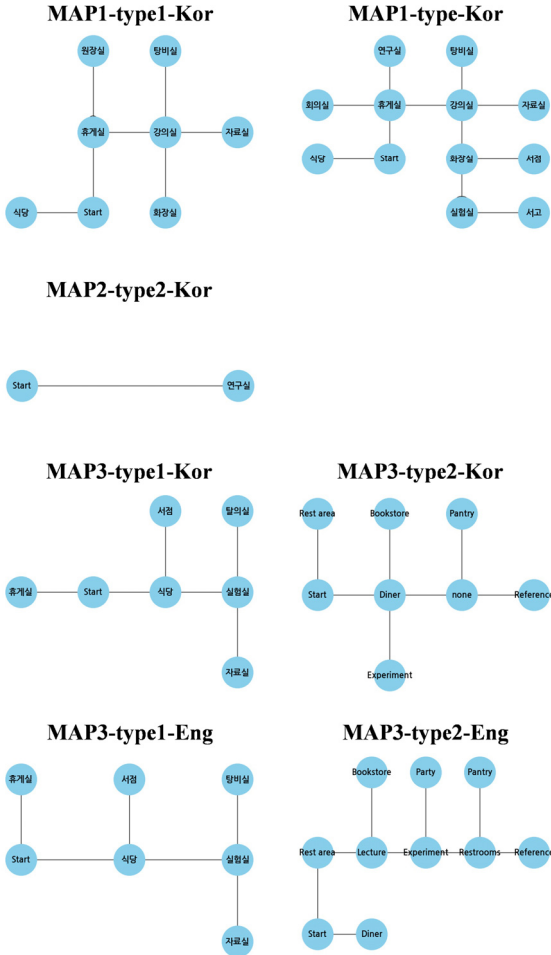 MAP1-type1-Kor
원장실 탕비실
휴게실 강의실 자료실
식당 Start 화장실
MAP1-type-Kor
연구실 탕비실
회의실 휴게실 강의실 자료실
식당 Start 화장실 서점
실험실 서고
MAP2-type2-Kor
Start 연구실
MAP3-type1-Kor
서점 탈의실
휴게실 Start 식당 실험실
자료실
MAP3-type2-Kor
Rest area Bookstore Pantry
Start Diner none Reference
Experiment
MAP3-type1-Eng
휴게실 서점 탕비실
Start 식당 실험실
자료실
MAP3-type2-Eng
Bookstore Party Pantry
Rest area Lecture Experiment Restrooms Reference
Start Diner